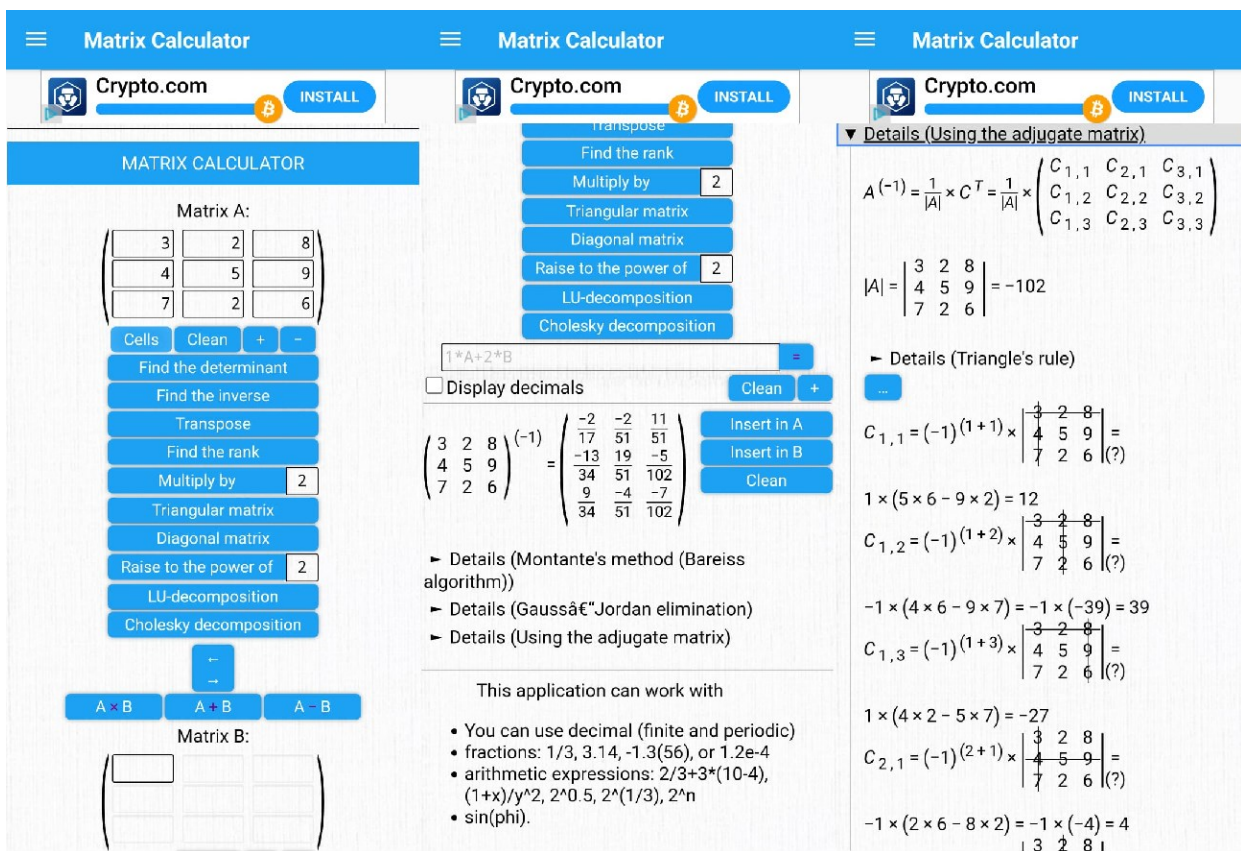 Matrix Calculator
Crypto.com
INSTALL
MATRIX CALCULATOR
Matrix A:
3 2 8
4 5 9
7 2 6
Cells Clean + −
Find the determinant
Find the inverse
Transpose
Find the rank
Multiply by 2
Triangular matrix
Diagonal matrix
Raise to the power of 2
LU-decomposition
Cholesky decomposition
←
→
A × B A + B A − B
Matrix B:
Matrix Calculator
Crypto.com
INSTALL
Transpose
Find the rank
Multiply by 2
Triangular matrix
Diagonal matrix
Raise to the power of 2
LU-decomposition
Cholesky decomposition
1*A+2*B =
Display decimals Clean +
(3 2 8
4 5 9
7 2 6)^(-1) =
(-2/17 -2/51 11/51
-13/34 19/51 -5/102
9/34 -4/51 -7/102)
Insert in A
Insert in B
Clean
► Details (Montante's method (Bareiss
algorithm))
► Details (Gaussâ€“Jordan elimination)
► Details (Using the adjugate matrix)
This application can work with
• You can use decimal (finite and periodic)
• fractions: 1/3, 3.14, -1.3(56), or 1.2e-4
• arithmetic expressions: 2/3+3*(10-4),
(1+x)/y^2, 2^0.5, 2^(1/3), 2^n
• sin(phi).
Matrix Calculator
Crypto.com
INSTALL
▼ Details (Using the adjugate matrix)
A^(-1) = 1/|A| × C^T = 1/|A| ×
(C1,1 C2,1 C3,1
C1,2 C2,2 C3,2
C1,3 C2,3 C3,3)
|A| =
|3 2 8
4 5 9
7 2 6| = −102
► Details (Triangle's rule)
...
C1,1 = (−1)^(1+1) ×
|3 2 8
4 5 9
7 2 6| = (?)
1 × (5 × 6 − 9 × 2) = 12
C1,2 = (−1)^(1+2) ×
|3 2 8
4 5 9
7 2 6| = (?)
−1 × (4 × 6 − 9 × 7) = −1 × (−39) = 39
C1,3 = (−1)^(1+3) ×
|3 2 8
4 5 9
7 2 6| = (?)
1 × (4 × 2 − 5 × 7) = −27
C2,1 = (−1)^(2+1) ×
|3 2 8
4 5 9
7 2 6| = (?)
−1 × (2 × 6 − 8 × 2) = −1 × (−4) = 4
3 2 8